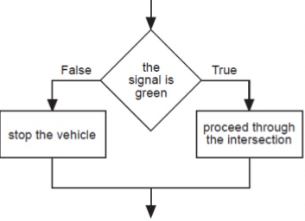 False
the
signal is
green
True
stop the vehicle
proceed through
the intersection